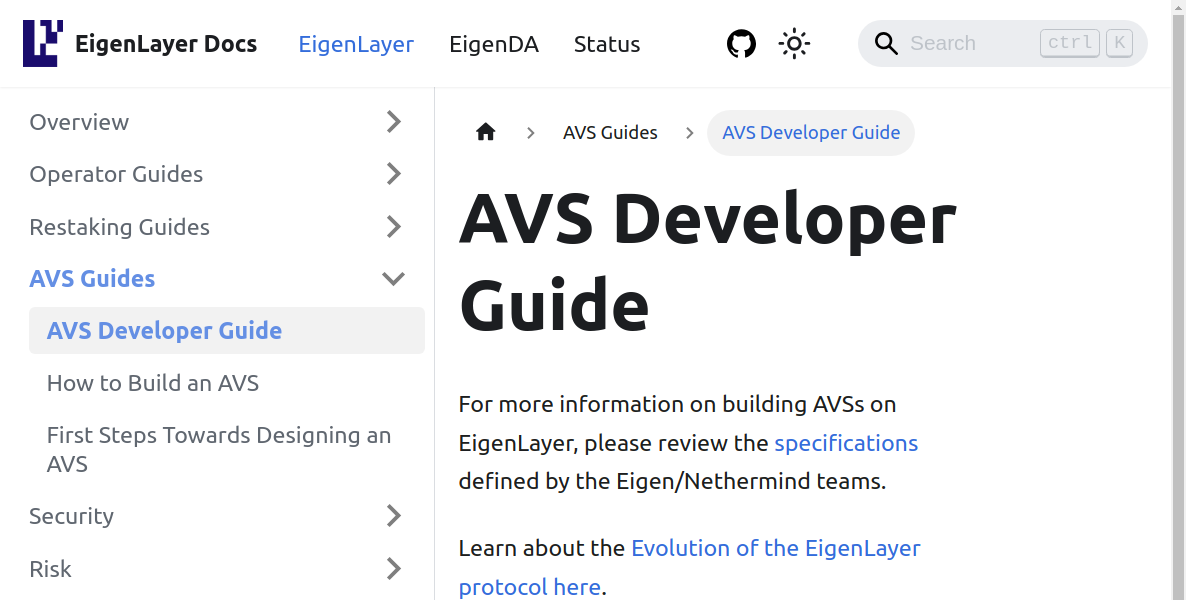 EigenLayer Docs
EigenLayer
EigenDA
Status
Search
ctrl
K
Overview
Operator Guides
Restaking Guides
AVS Guides
AVS Developer Guide
How to Build an AVS
First Steps Towards Designing an
AVS
Security
Risk
AVS Guides
AVS Developer Guide
AVS Developer
Guide
For more information on building AVSs on
EigenLayer, please review the specifications
defined by the Eigen/Nethermind teams.
Learn about the Evolution of the EigenLayer
protocol here.